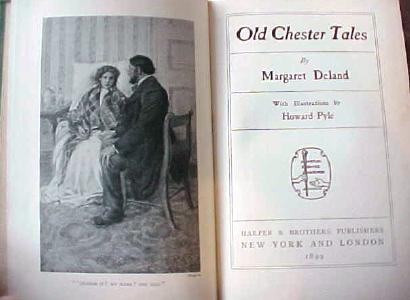 Old Chester Tales
By
Margaret Deland
With Illustrations by
Howard Pyle
HARPER & BROTHERS PUBLISHERS
NEW YORK AND LONDON
1899